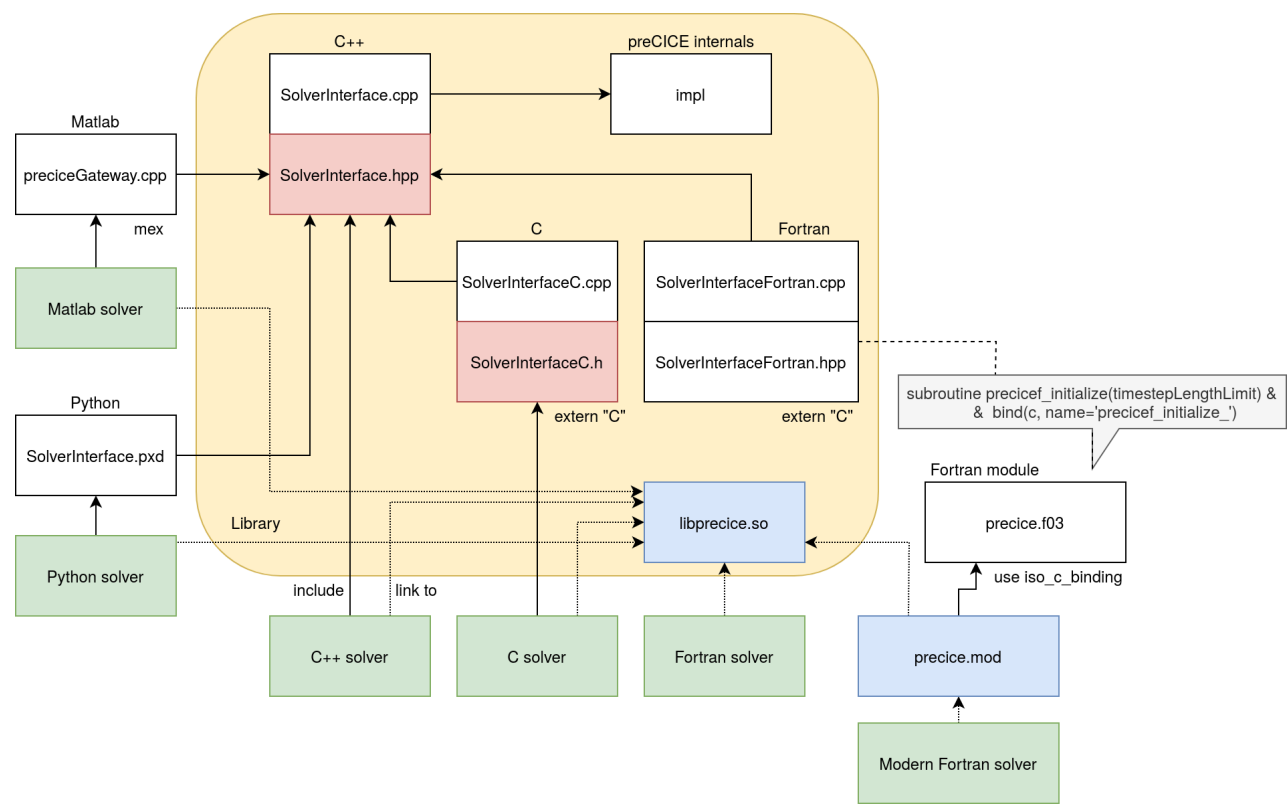 C++
preCICE internals
SolverInterface.cpp
impl
Matlab
preciceGateway.cpp
SolverInterface.hpp
mex
C
Fortran
SolverInterfaceC.cpp
SolverInterfaceFortran.cpp
Matlab solver
SolverInterfaceC.h
SolverInterfaceFortran.hpp
extern "C"
extern "C"
subroutine precicef_initialize(timestepLengthLimit) &
& bind(c, name='precicef_initialize_')
Python
SolverInterface.pxd
Fortran module
Library
libprecice.so
precice.f03
Python solver
include
link to
use iso_c_binding
C++ solver
C solver
Fortran solver
precice.mod
Modern Fortran solver